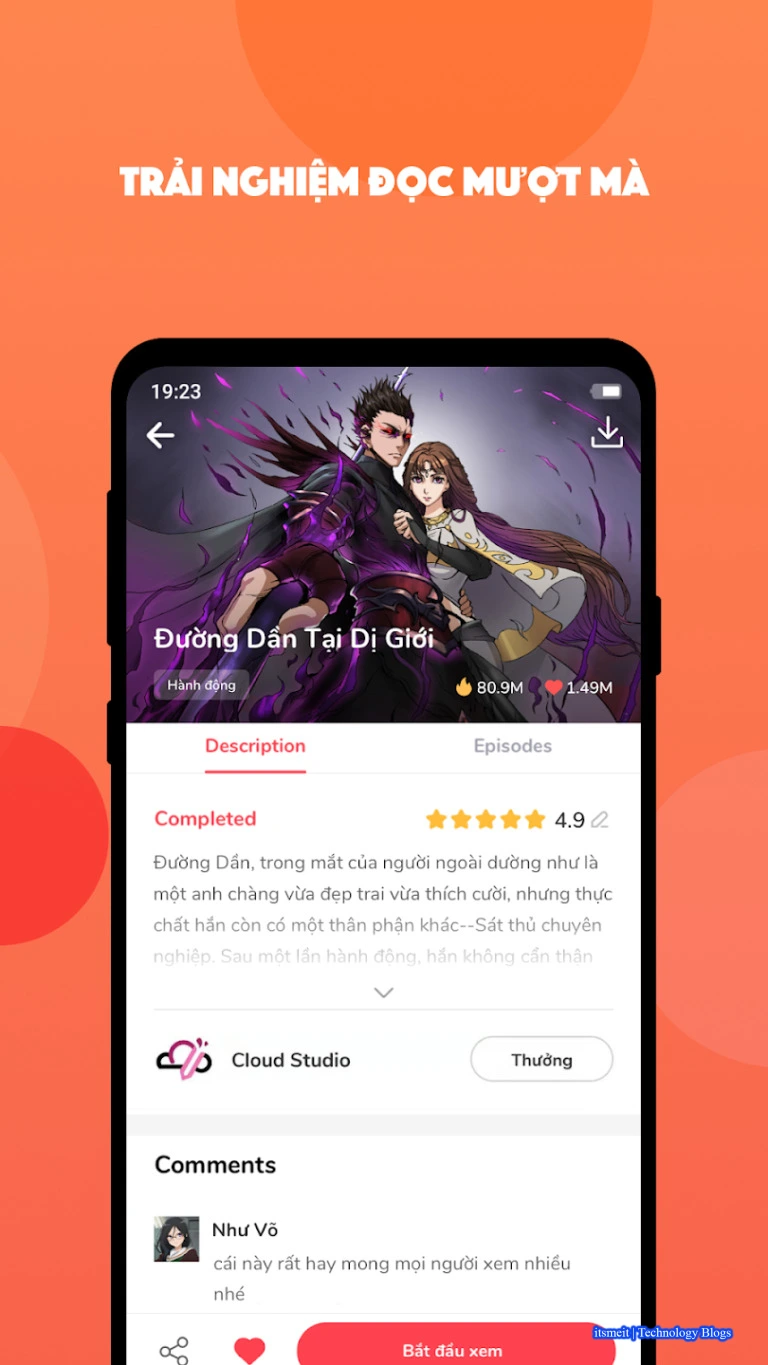 TRẢI NGHIỆM ĐỌC MƯỢT MÀ
19:23
Đường Dần Tại Dị Giới
Hành động
80.9M
1.49M
Description
Episodes
Completed
4.9
Đường Dần, trong mắt của người ngoài dường như là
một anh chàng vừa đẹp trai vừa thích cười, nhưng thực
chất hắn còn có một thân phận khác--Sát thủ chuyên
nghiệp. Sau một lần hành động, hắn không cẩn thân
Cloud Studio
Thưởng
Comments
Như Võ
cái này rất hay mong mọi người xem nhiều
nhé
itsmeit | Technology Blogs
Bắt đầu xem